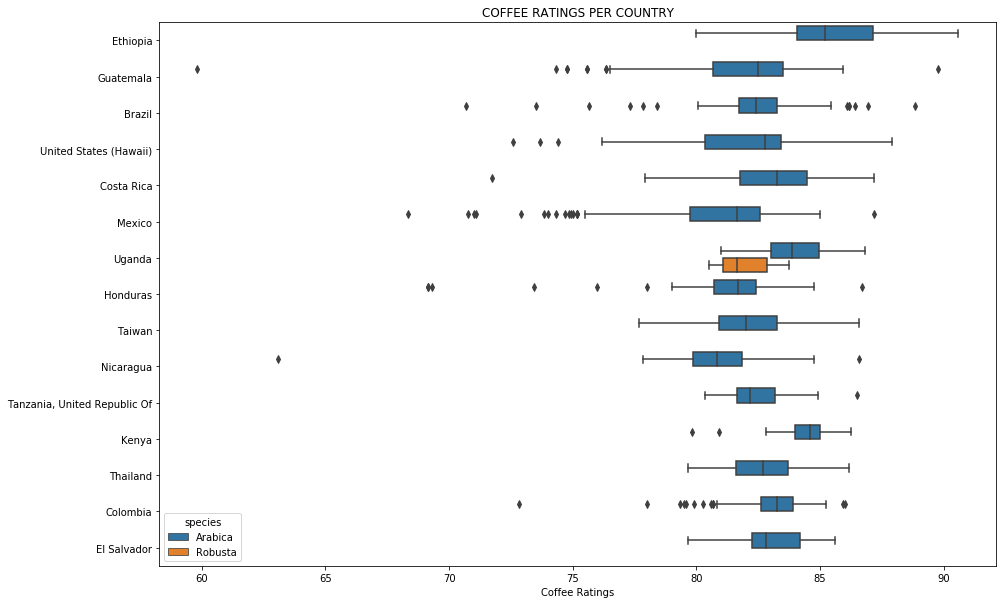 COFFEE RATINGS PER COUNTRY
Ethiopia
Guatemala
Brazil
United States (Hawaii)
Costa Rica
Mexico
Uganda
Honduras
Taiwan
Nicaragua
Tanzania, United Republic Of
Kenya
Thailand
Colombia
El Salvador
species
Arabica
Robusta
60 65 70 75 80 85 90
Coffee Ratings